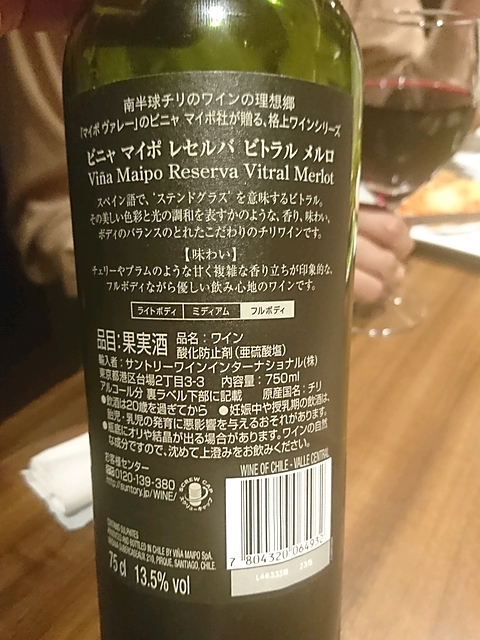 南半球チリのワインの理想郷
「マイポ ヴァレー」のビニャ マイポ社が贈る、格上ワインシリーズ
ビニャ マイポ レセルバ ビトラル メルロ
Viña Maipo Reserva Vitral Merlot
スペイン語で、"ステンドグラス"を意味するビトラル。
その美しい色彩と光の調和を表すかのような、香り、味わい、
ボディのバランスのとれたこだわりのチリワインです。
【味わい】
チェリーやプラムのような甘く複雑な香り立ちが印象的な、
フルボディながら優しい飲み心地のワインです。
ライトボディ ミディアム フルボディ
品目:果実酒 品名:ワイン
酸化防止剤(亜硫酸塩)
輸入者:サントリーワインインターナショナル(株)
東京都港区台場2丁目3-3 内容量:750ml
アルコール分 裏ラベル下部に記載 原産国名:チリ
●飲酒は20歳を過ぎてから ●妊娠中や授乳期の飲酒は、
胎児・乳児の発育に悪影響を与えるおそれがあります。
●瓶底にオリや結晶が出る場合があります。ワインの自然
な成分ですので、沈めて上澄みをお飲みください。
お客様センター
0120-139-380
http://suntory.jp/WINE/
SCREW CAP
スクリューキャップ
WINE OF CHILE - VALLE CENTRAL
CONTAINS SULPHITES
PRODUCED AND BOTTLED IN CHILE BY VIÑA MAIPO SpA.
VIRGINIA SUBERCASEAUX 210, PIRQUE, SANTIAGO, CHILE.
75 cl 13.5% vol
7 804320 06493